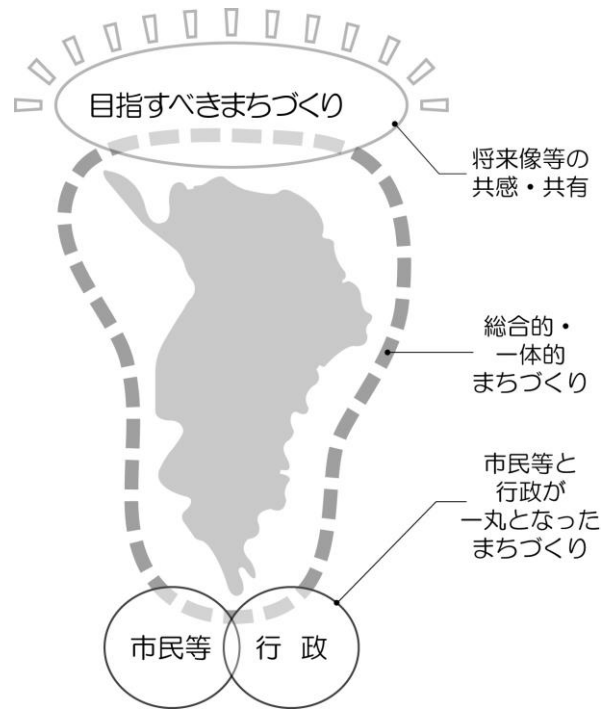 目指すべきまちづくり
将来像等の
共感・共有
総合的・
一体的
まちづくり
市民等と
行政が
一丸となった
まちづくり
市民等
行 政